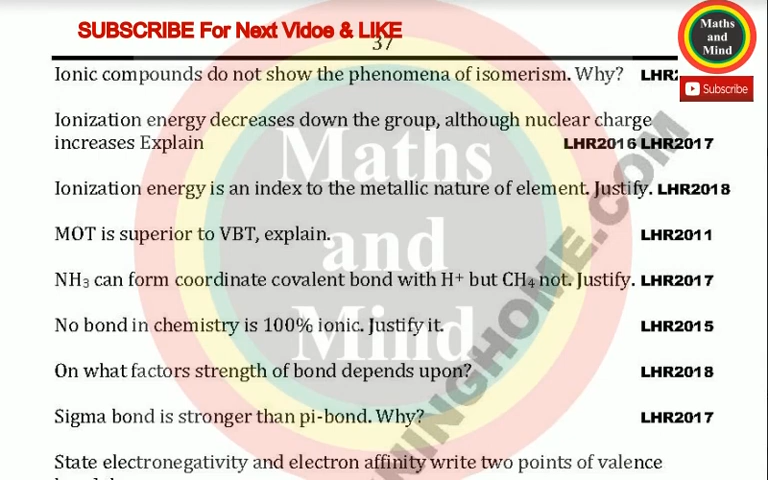 SUBSCRIBE For Next Vidoe & LIKE
37
Maths
and
Mind
Subscribe
Ionic compounds do not show the phenomena of isomerism. Why?
Ionization energy decreases down the group, although nuclear charge
increases Explain LHR2016 LHR2017
Ionization energy is an index to the metallic nature of element. Justify. LHR2018
MOT is superior to VBT, explain. LHR2011
NH₃ can form coordinate covalent bond with H⁺ but CH₄ not. Justify. LHR2017
No bond in chemistry is 100% ionic. Justify it. LHR2015
On what factors strength of bond depends upon? LHR2018
Sigma bond is stronger than pi-bond. Why? LHR2017
State electronegativity and electron affinity write two points of valence
Maths
and
Mind